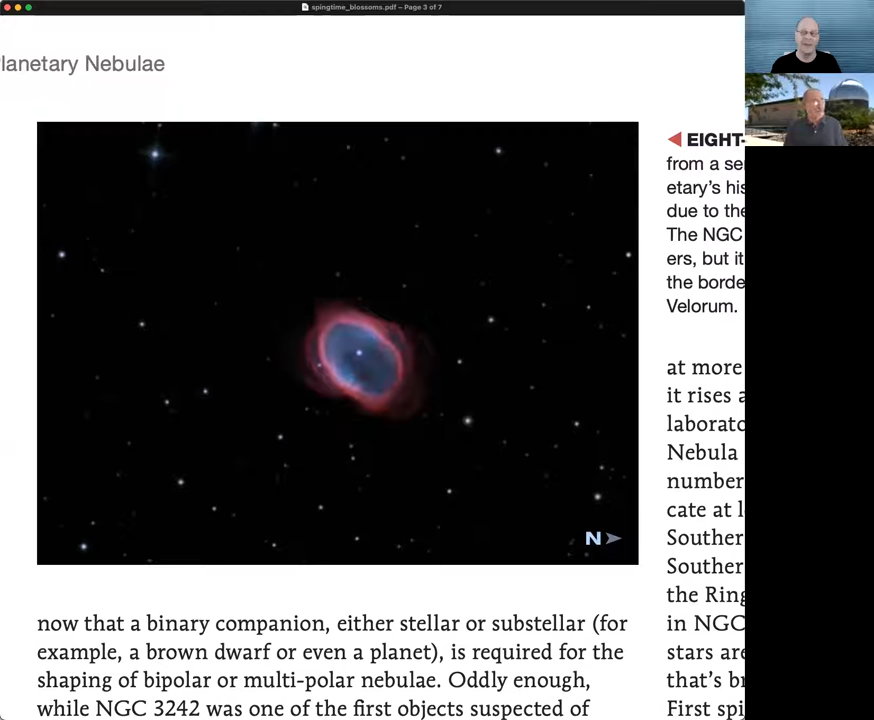 spingtime_blossoms.pdf – Page 3 of 7
lanetary Nebulae
EIGHT-
from a se
etary's his
due to the
The NGC
ers, but it
the borde
Velorum.
N
now that a binary companion, either stellar or substellar (for
example, a brown dwarf or even a planet), is required for the
shaping of bipolar or multi-polar nebulae. Oddly enough,
while NGC 3242 was one of the first objects suspected of
at more
it rises a
laborato
Nebula
number
cate at l
Souther
Souther
the Ring
in NGC
stars are
that's br
First spi